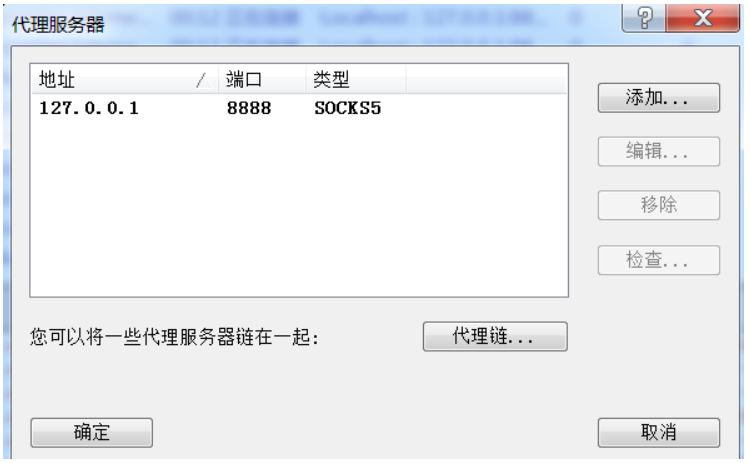 代理服务器
地址 端口 类型
127.0.0.1 8888 SOCKS5
添加...
编辑...
移除
检查...
您可以将一些代理服务器链在一起: 代理链...
确定 取消